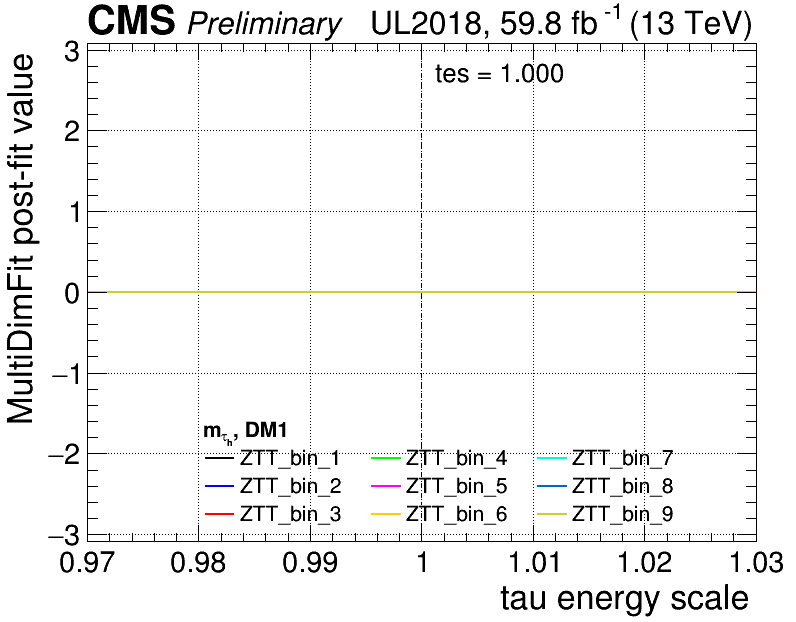 CMS Preliminary UL2018, 59.8 fb⁻¹ (13 TeV)
MultiDimFit post-fit value
tes = 1.000
3
2
1
0
−1
−2
−3
m_τₕ, DM1
ZTT_bin_1 ZTT_bin_4 ZTT_bin_7
ZTT_bin_2 ZTT_bin_5 ZTT_bin_8
ZTT_bin_3 ZTT_bin_6 ZTT_bin_9
0.97 0.98 0.99 1 1.01 1.02 1.03
tau energy scale